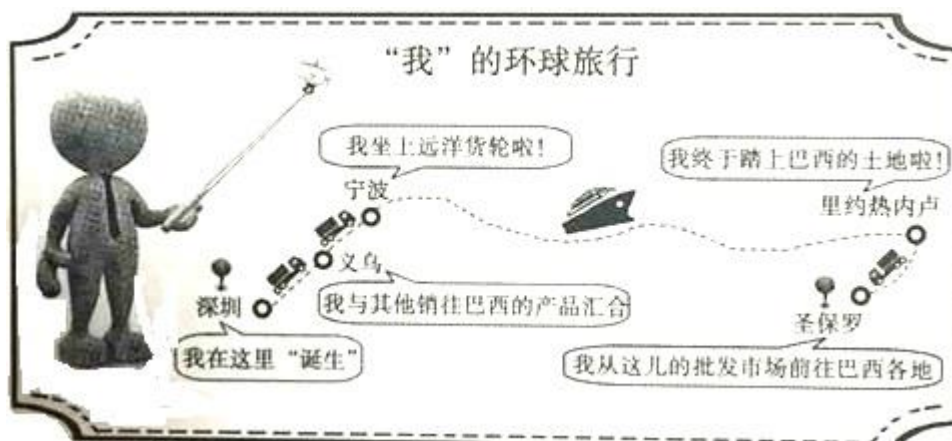 “我”的环球旅行
我坐上远洋货轮啦！
宁波
我终于踏上巴西的土地啦！
里约热内卢
义乌
深圳
我与其他销往巴西的产品汇合
圣保罗
我在这里“诞生”
我从这儿的批发市场前往巴西各地